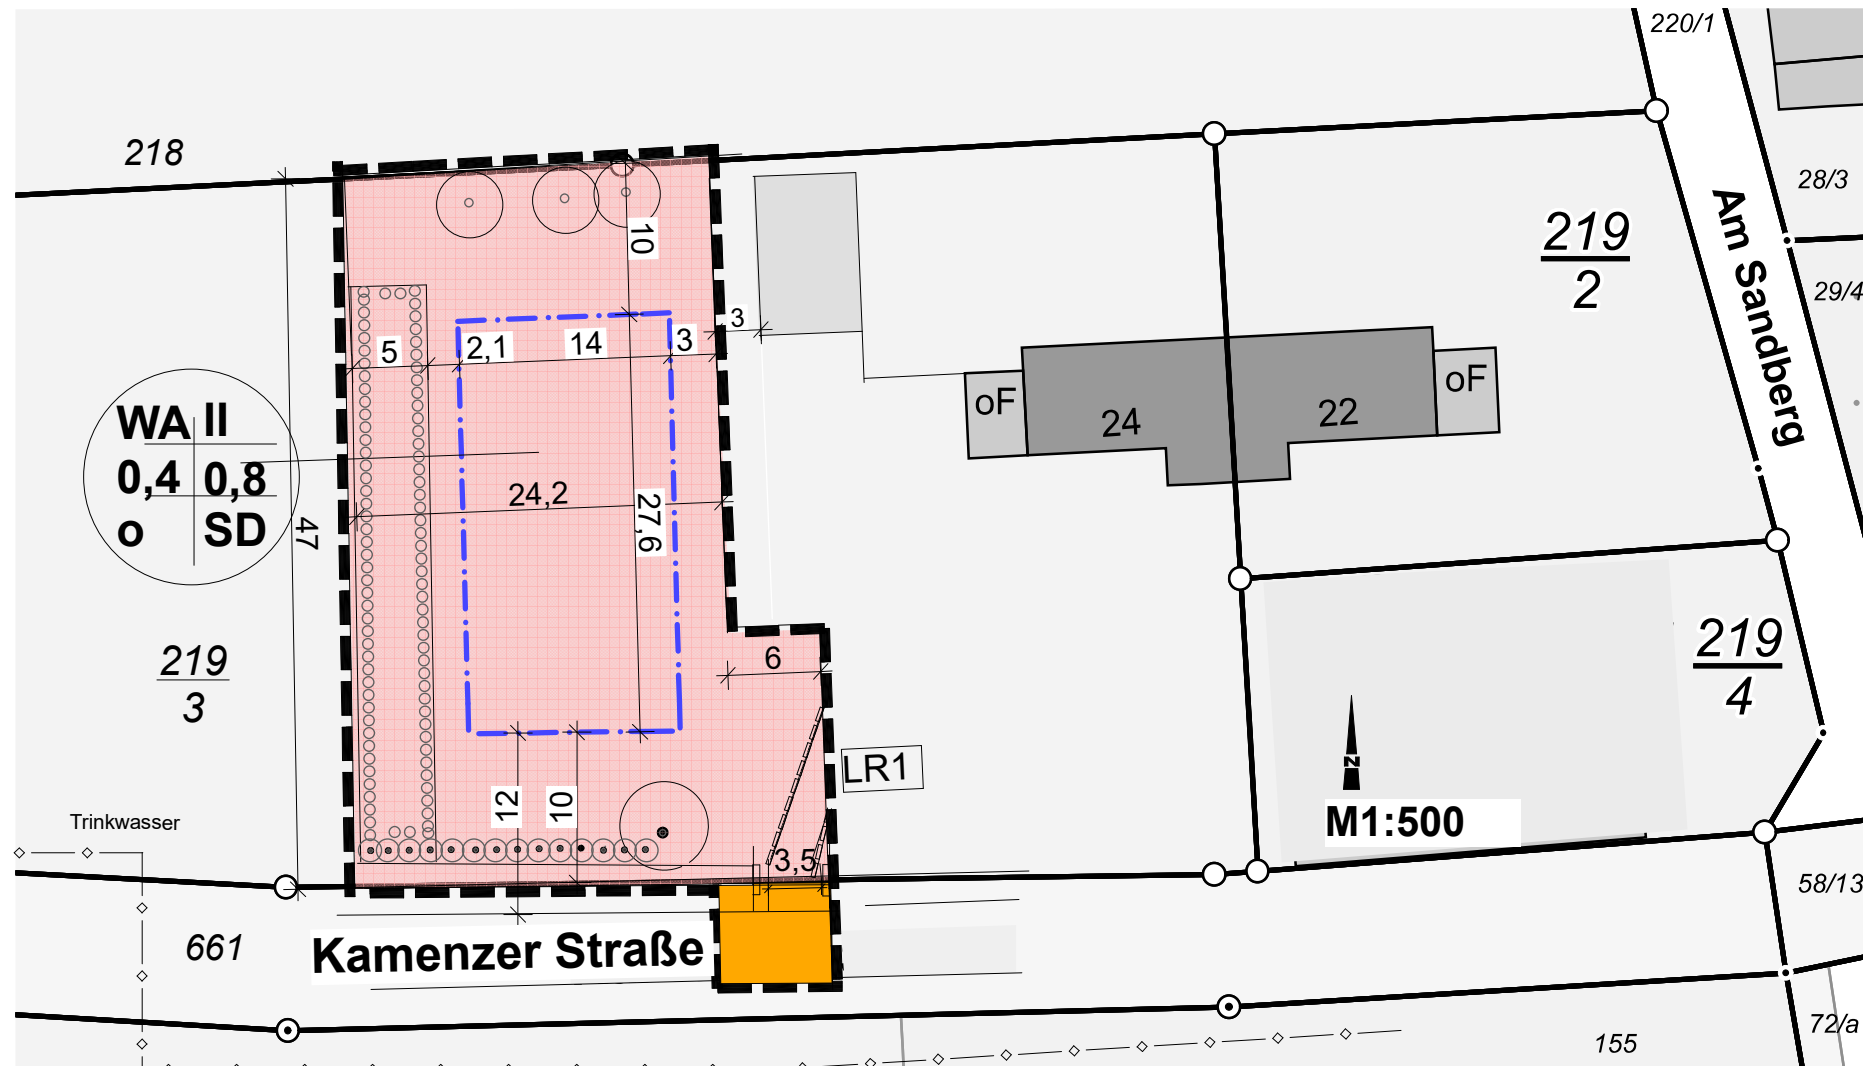 220/1
218
28/3
219
2
Am Sandberg
29/4
10
3
5
2,1
14
3
oF
24
22
oF
WA II
0,4 0,8
o SD
24,2
27,6
47
219
3
6
219
4
LR1
N
M1:500
12
10
3,5
Trinkwasser
58/13
661
Kamenzer Straße
72/a
155